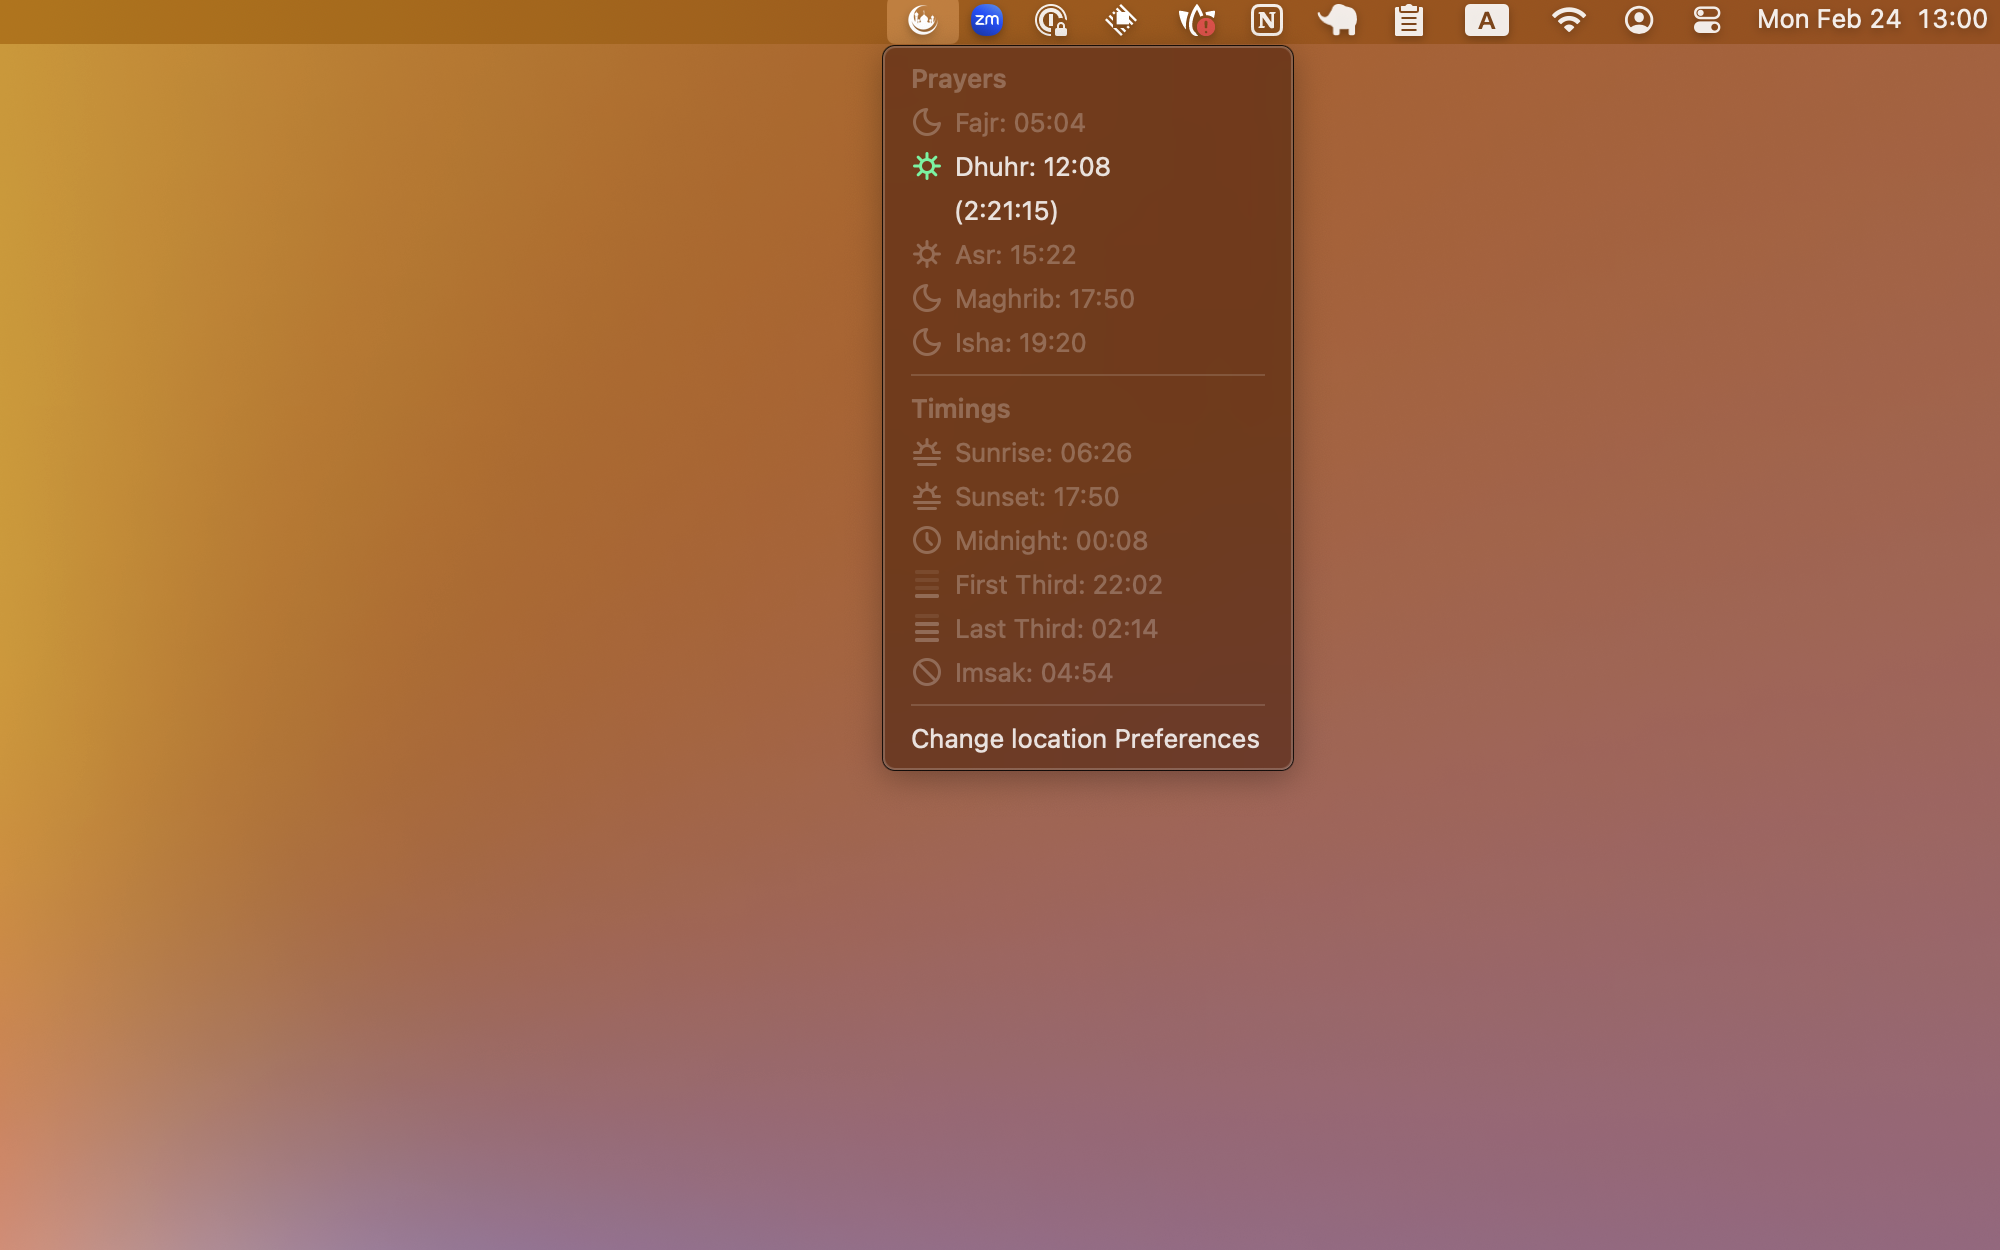 zm
N
A
Mon Feb 24 13:00
Prayers
Fajr: 05:04
Dhuhr: 12:08
(2:21:15)
Asr: 15:22
Maghrib: 17:50
Isha: 19:20
Timings
Sunrise: 06:26
Sunset: 17:50
Midnight: 00:08
First Third: 22:02
Last Third: 02:14
Imsak: 04:54
Change location Preferences